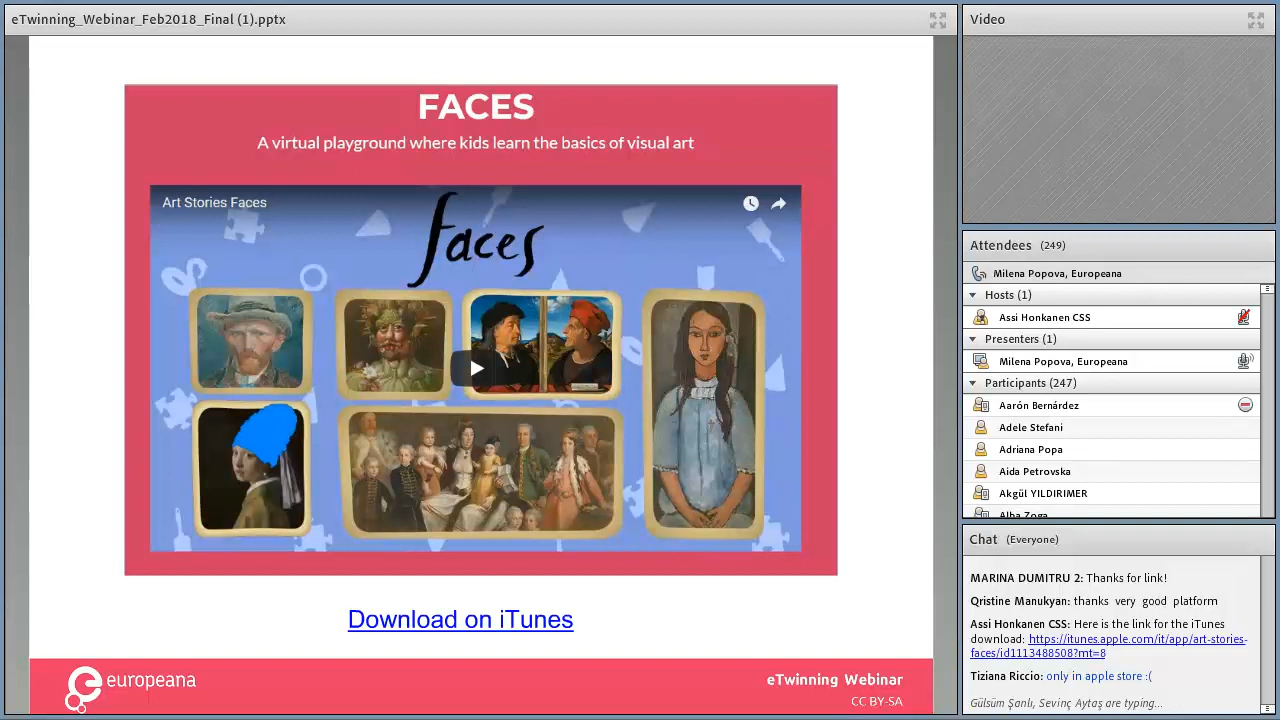 eTwinning_Webinar_Feb2018_Final (1).pptx
FACES
A virtual playground where kids learn the basics of visual art
Art Stories Faces
faces
Download on iTunes
europeana
eTwinning Webinar
CC BY-SA
Video
Attendees (249)
Milena Popova, Europeana
Hosts (1)
Assi Honkanen CSS
Presenters (1)
Milena Popova, Europeana
Participants (247)
Aarón Bernárdez
Adele Stefani
Adriana Popa
Aida Petrovska
Akgül YILDIRIMER
Alba Zoga
Chat (Everyone)
MARINA DUMITRU 2: Thanks for link!
Qristine Manukyan: thanks very good platform
Assi Honkanen CSS: Here is the link for the iTunes
download: https://itunes.apple.com/it/app/art-stories-
faces/id1113488508?mt=8
Tiziana Riccio: only in apple store :(
Gülsüm Şanlı, Sevinç Aytaş are typing...